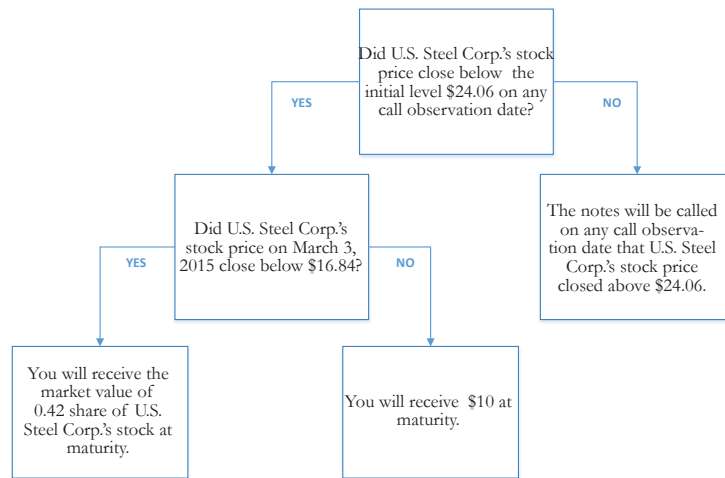 Did U.S. Steel Corp.'s stock
price close below the
initial level $24.06 on any
call observation date?
YES
NO
Did U.S. Steel Corp.'s
stock price on March 3,
2015 close below $16.84?
The notes will be called
on any call observa-
tion date that U.S. Steel
Corp.'s stock price
closed above $24.06.
YES
NO
You will receive the
market value of
0.42 share of U.S.
Steel Corp.'s stock at
maturity.
You will receive $10 at
maturity.